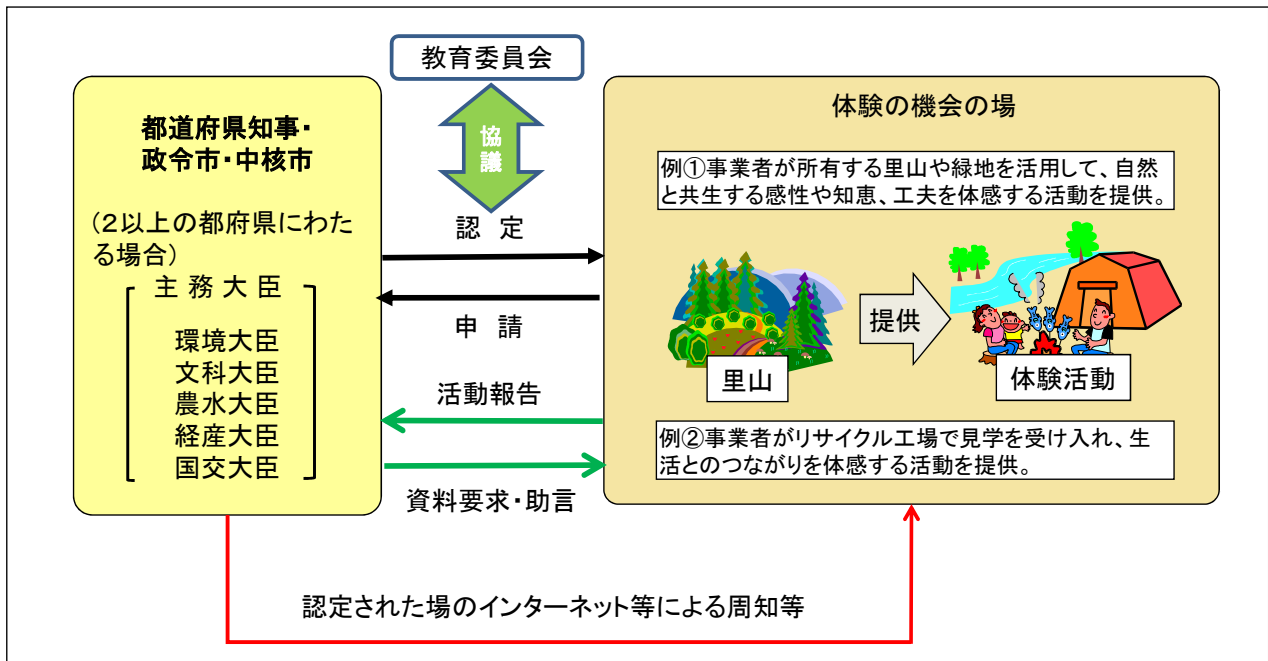 教育委員会
協議
都道府県知事・
政令市・中核市
(２以上の都府県にわた
る場合)
主務大臣
環境大臣
文科大臣
農水大臣
経産大臣
国交大臣
認 定
申 請
活動報告
資料要求・助言
体験の機会の場
例①事業者が所有する里山や緑地を活用して、自然
と共生する感性や知恵、工夫を体感する活動を提供。
提供
里山
体験活動
例②事業者がリサイクル工場で見学を受け入れ、生
活とのつながりを体感する活動を提供。
認定された場のインターネット等による周知等